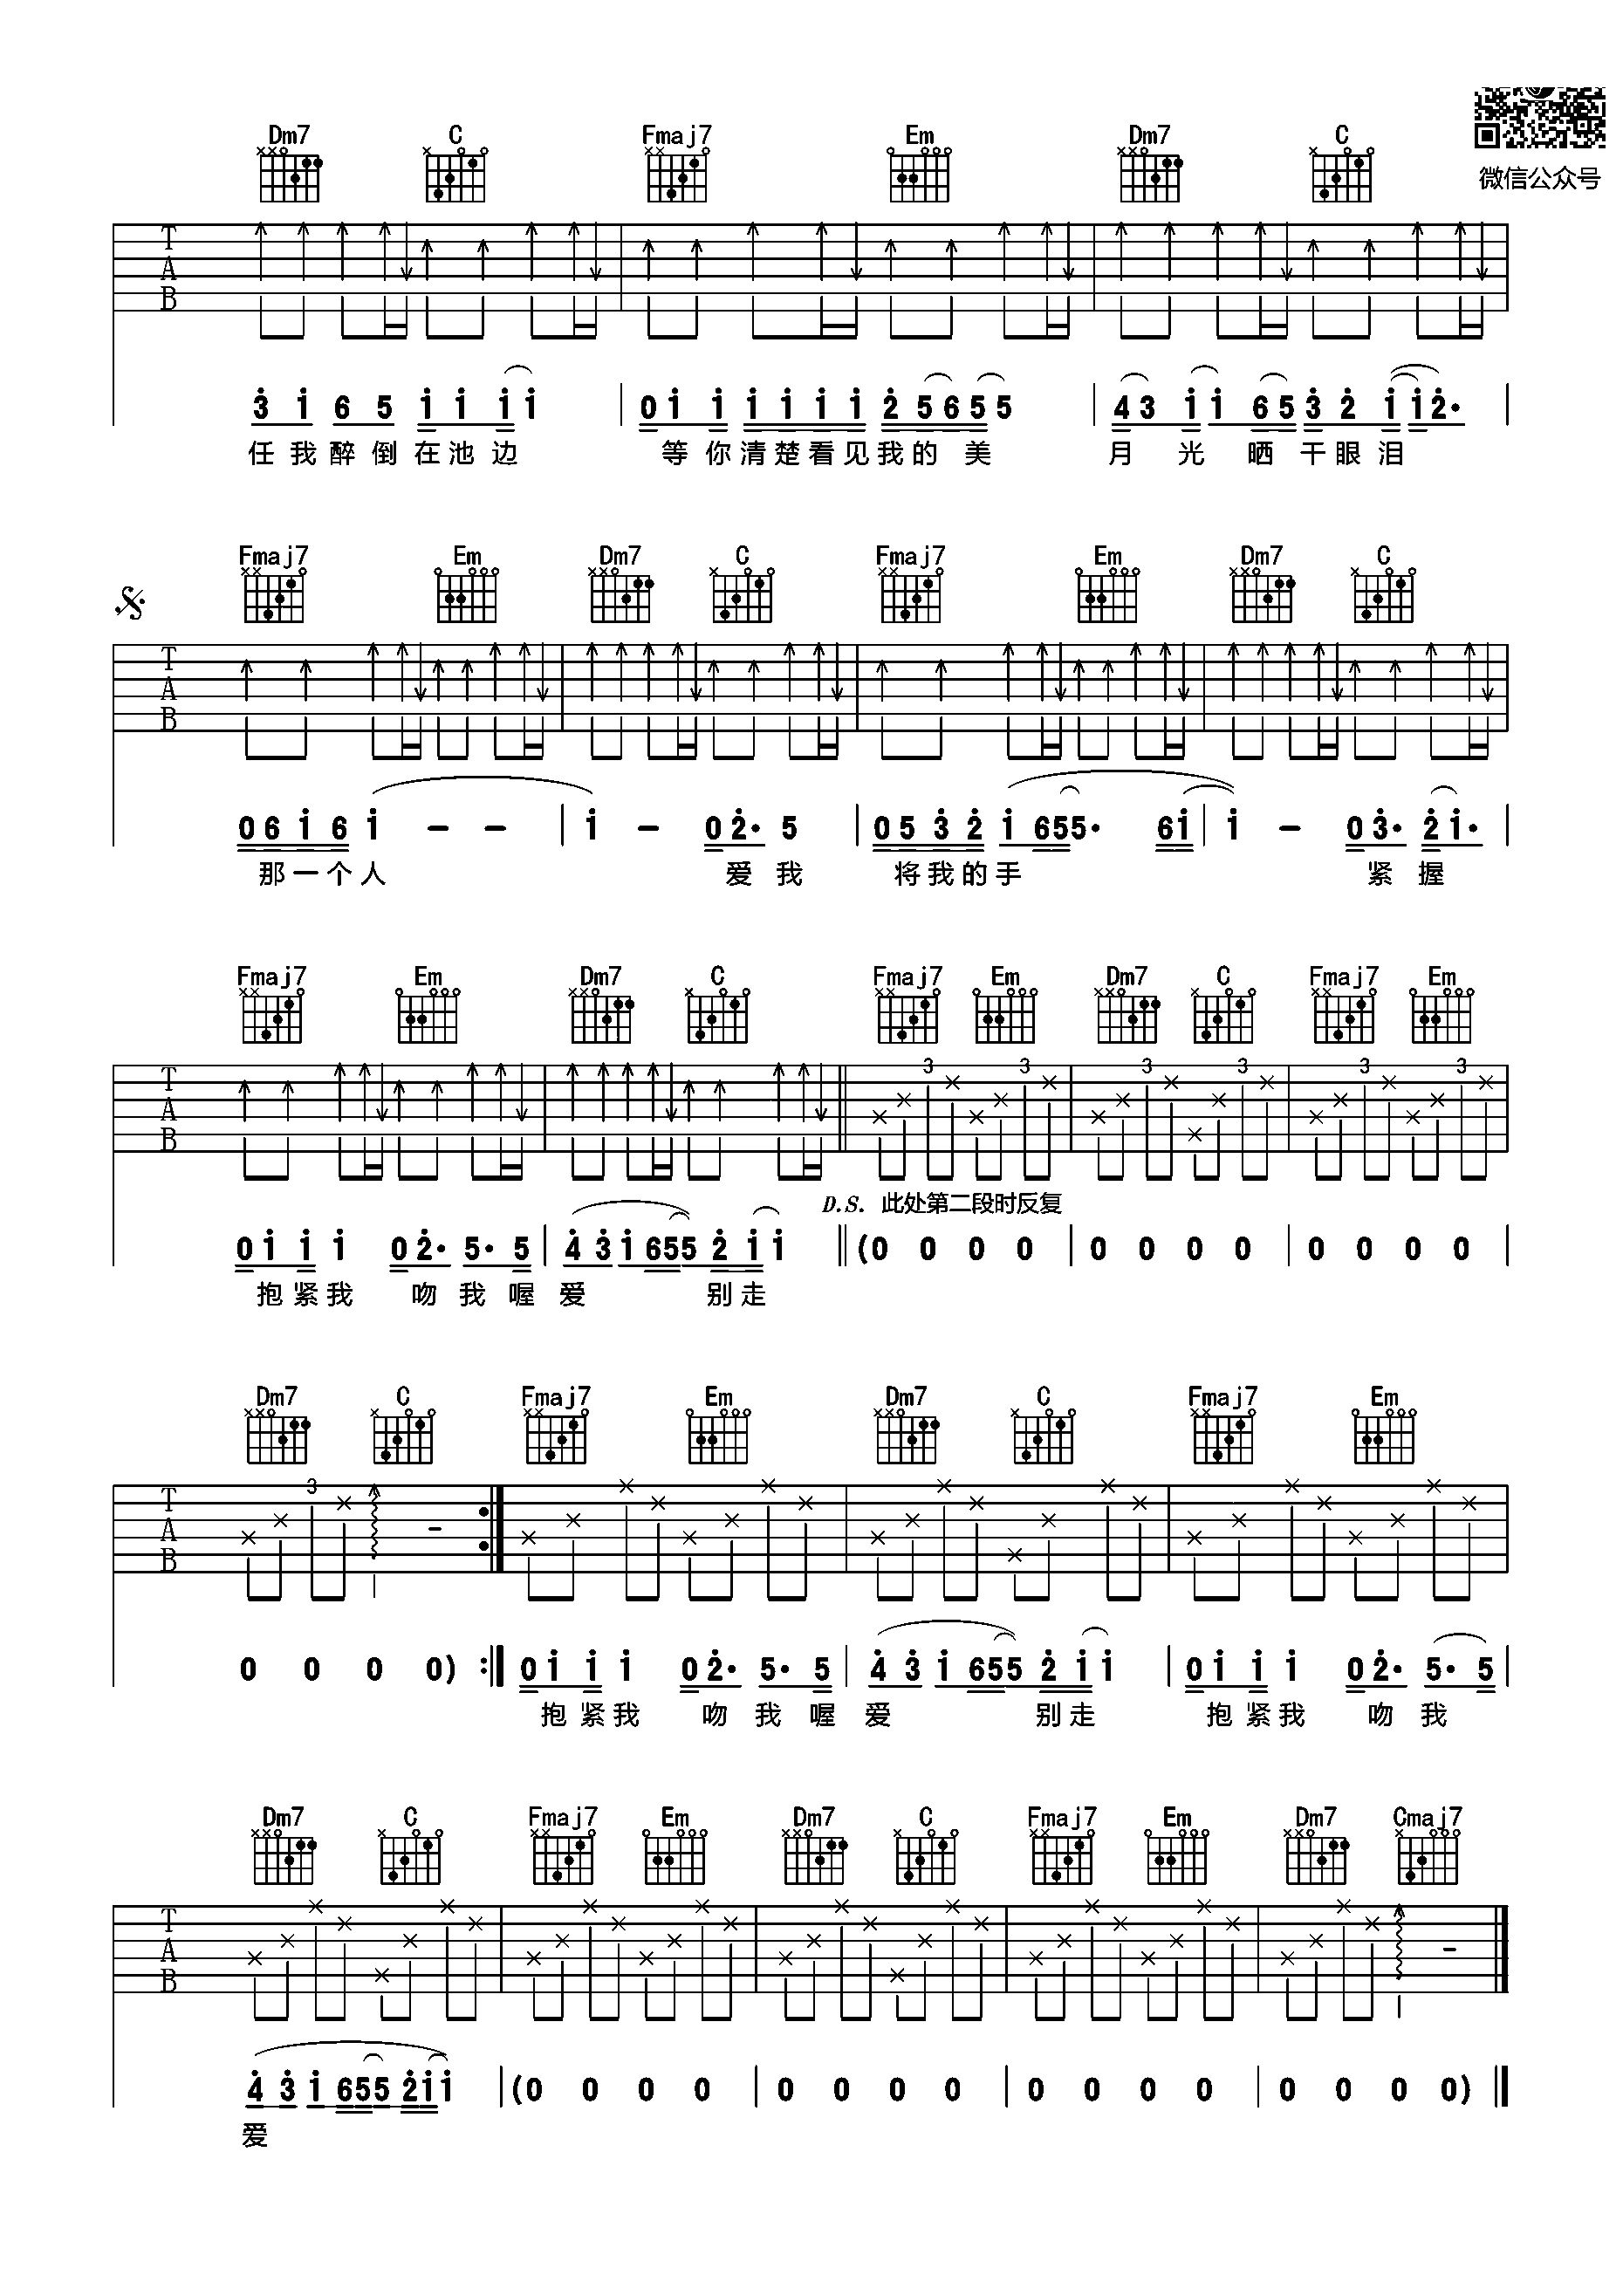 微信公众号
Dm7 C Fmaj7 Em Dm7 C
T A B
3 1 6 5 1 1 1 1 | 0 1 1 1 1 1 1 2 5 6 5 5 | 4 3 1 1 6 5 3 2 1 1 2· |
任我醉倒在池边 等你清楚看见我的美 月光晒干眼泪
Fmaj7 Em Dm7 C Fmaj7 Em Dm7 C
T A B
0 6 1 6 1 – – | 1 – 0 2· 5 | 0 5 3 2 1 6 5 5· 6 1 | 1 – 0 3· 2 1· |
那一个人 爱我 将我的手 紧握
Fmaj7 Em Dm7 C Fmaj7 Em Dm7 C Fmaj7 Em
T A B 3 3 3 3 3 3
D.S. 此处第二段时反复
0 1 1 1 0 2· 5· 5 | 4 3 1 6 5 5 2 1 1 || (0 0 0 0 | 0 0 0 0 | 0 0 0 0 |
抱紧我 吻我喔爱 别走
Dm7 C Fmaj7 Em Dm7 C Fmaj7 Em
T A B 3
0 0 0 0) :| 0 1 1 1 0 2· 5· 5 | 4 3 1 6 5 5 2 1 1 | 0 1 1 1 0 2· 5· 5 |
抱紧我 吻我喔爱 别走 抱紧我 吻我
Dm7 C Fmaj7 Em Dm7 C Fmaj7 Em Dm7 Cmaj7
T A B
4 3 1 6 5 5 2 1 1 | (0 0 0 0 | 0 0 0 0 | 0 0 0 0 | 0 0 0 0) |
爱